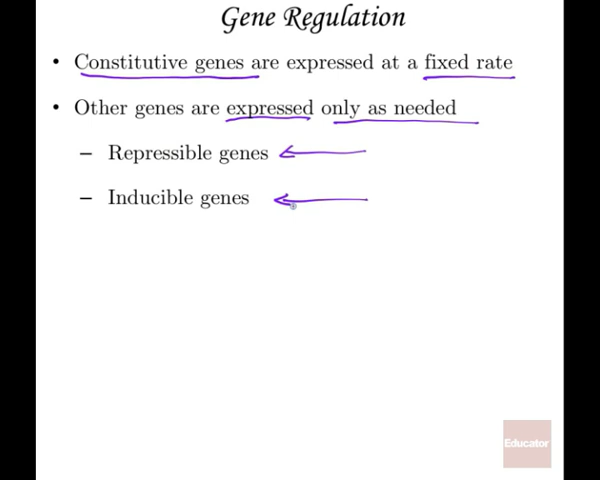 Gene Regulation
• Constitutive genes are expressed at a fixed rate
• Other genes are expressed only as needed
– Repressible genes
– Inducible genes
Educator